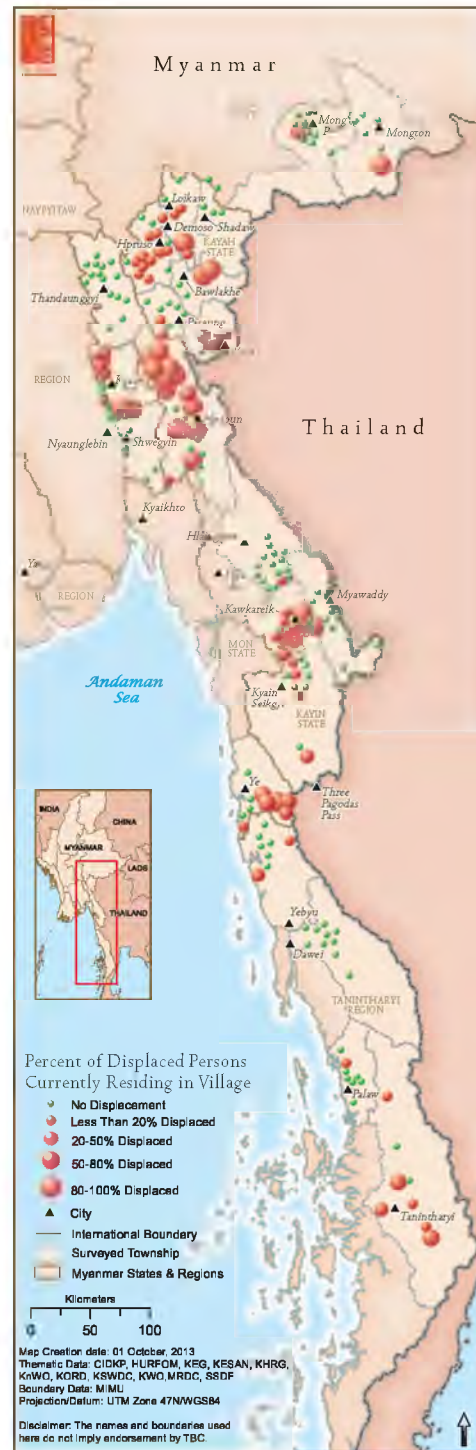 Myanmar
Mongton
Loikaw
NAYPYITAW
Demoso Shadaw
Hpruso
KAYAH
STATE
Bawlakhe
Thandaunggyi
REGION
Thailand
Nyaunglebin
Shwegyin
Kyaikhto
REGION
Myawaddy
Kawkareik
MON
STATE
Andaman
Sea
Kyain
KAYIN
STATE
Ye
Three
Pagodas
Pass
INDIA
CHINA
MYANMAR
LAOS
THAILAND
Yebyu
Dawei
TANINTHARYI
REGION
Palaw
Tanintharyi
Percent of Displaced Persons
Currently Residing in Village
No Displacement
Less Than 20% Displaced
20-50% Displaced
50-80% Displaced
80-100% Displaced
City
International Boundary
Surveyed Township
Myanmar States & Regions
Kilometers
0 50 100
Map Creation date: 01 October, 2013
Thematic Data: CIDKP, HURFOM, KEG, KESAN, KHRG,
KnWO, KORD, KSWDC, KWO,MRDC, SSDF
Boundary Data: MIMU
Projection/Datum: UTM Zone 47N/WGS84
Disclaimer: The names and boundaries used
here do not imply endorsement by TBC.